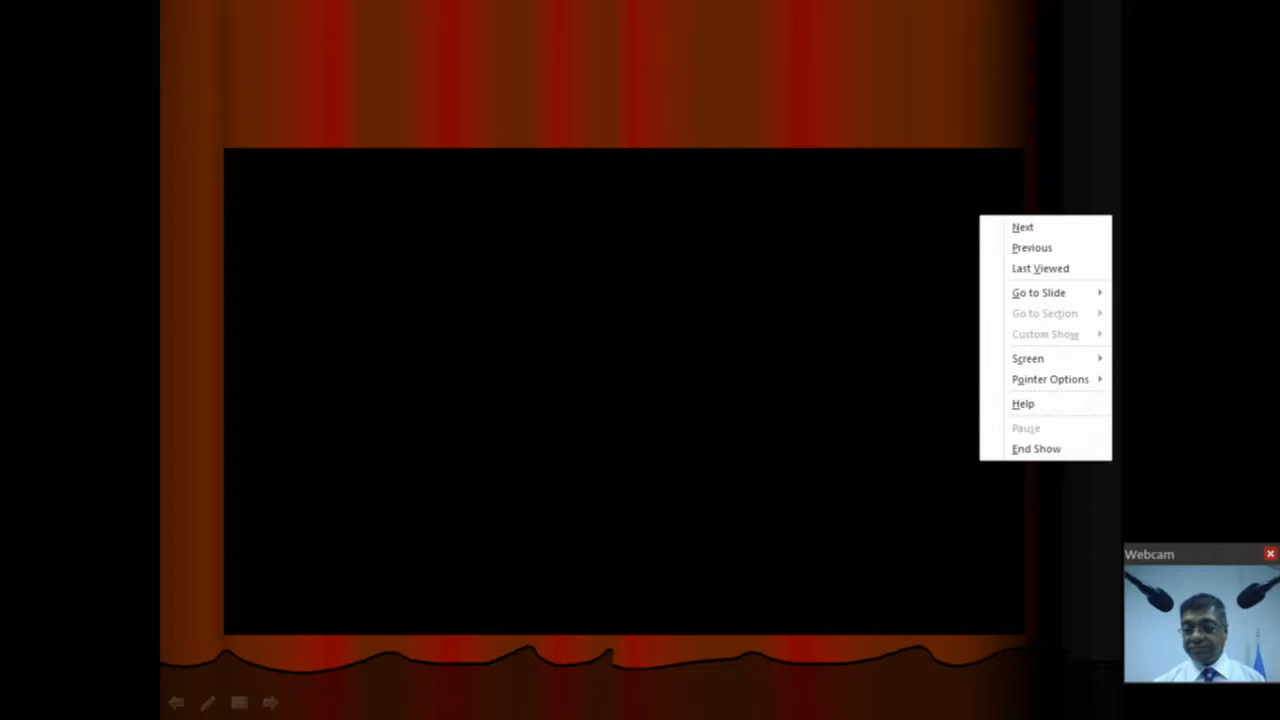 Next
Previous
Last Viewed
Go to Slide
Go to Section
Custom Show
Screen
Pointer Options
Help
Pause
End Show
Webcam